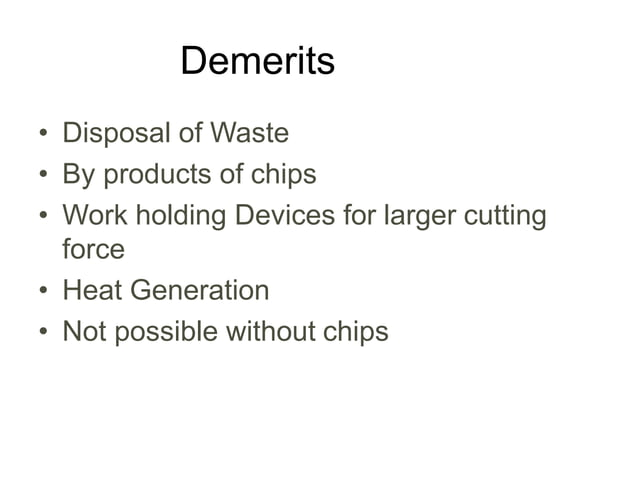 Demerits
• Disposal of Waste
• By products of chips
• Work holding Devices for larger cutting
force
• Heat Generation
• Not possible without chips